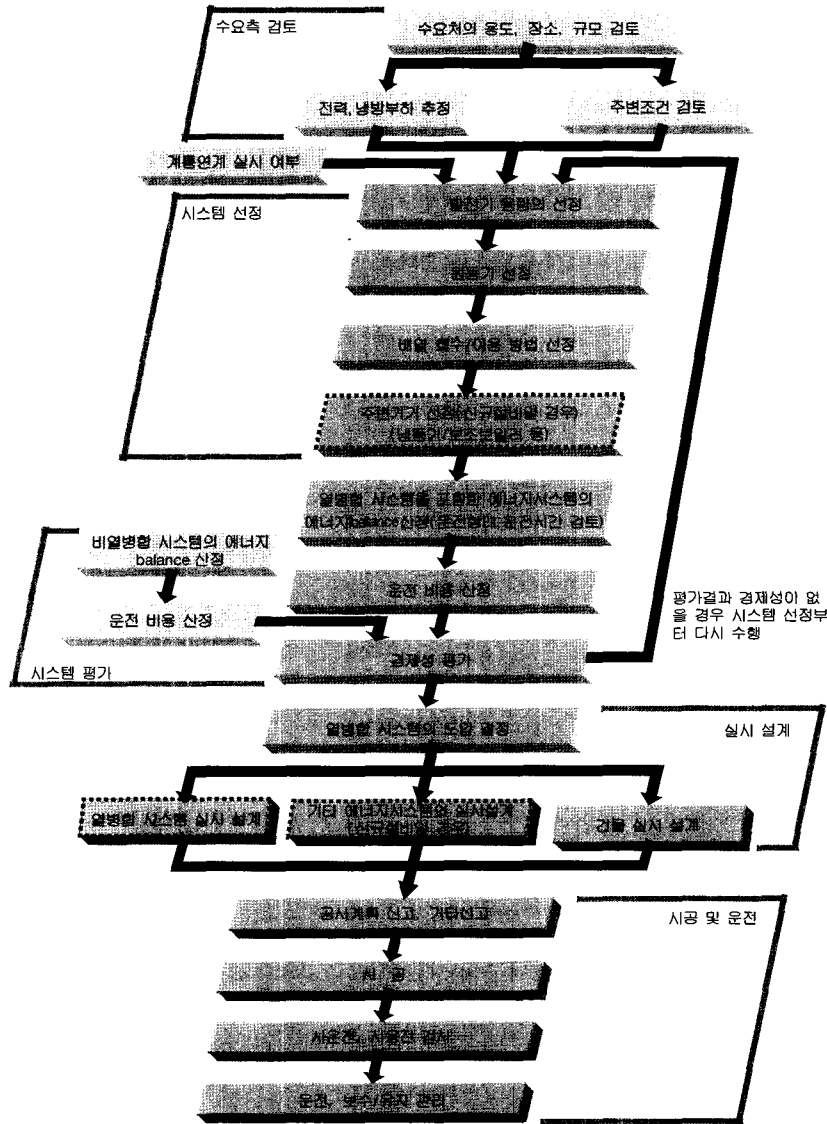 수요측 검토
수요처의 용도, 장소, 규모 검토
전력,냉방부하 추정
주변조건 검토
계통연계 실시 여부
시스템 선정
발전기 용량의 선정
원동기 선정
배열 회수/이용 방법 선정
주변기기 선정(신규설비일 경우)
(냉동기/보조보일러 등)
열병합 시스템을 포함한 에너지시스템의
에너지balance산정(운전방법, 운전시간 검토)
비열병합 시스템의 에너지
balance 산정
운전 비용 산정
운전 비용 산정
평가결과 경제성이 없
을 경우 시스템 선정부
터 다시 수행
경제성 평가
시스템 평가
열병합 시스템의 도입 결정
실시 설계
열병합 시스템 실시 설계
기타 에너지시스템의 실시설계
(신규설비일 경우)
건물 실시 설계
공사계획 신고, 기타신고
시공 및 운전
시 공
시운전, 사용전 검사
운전, 보수/유지 관리